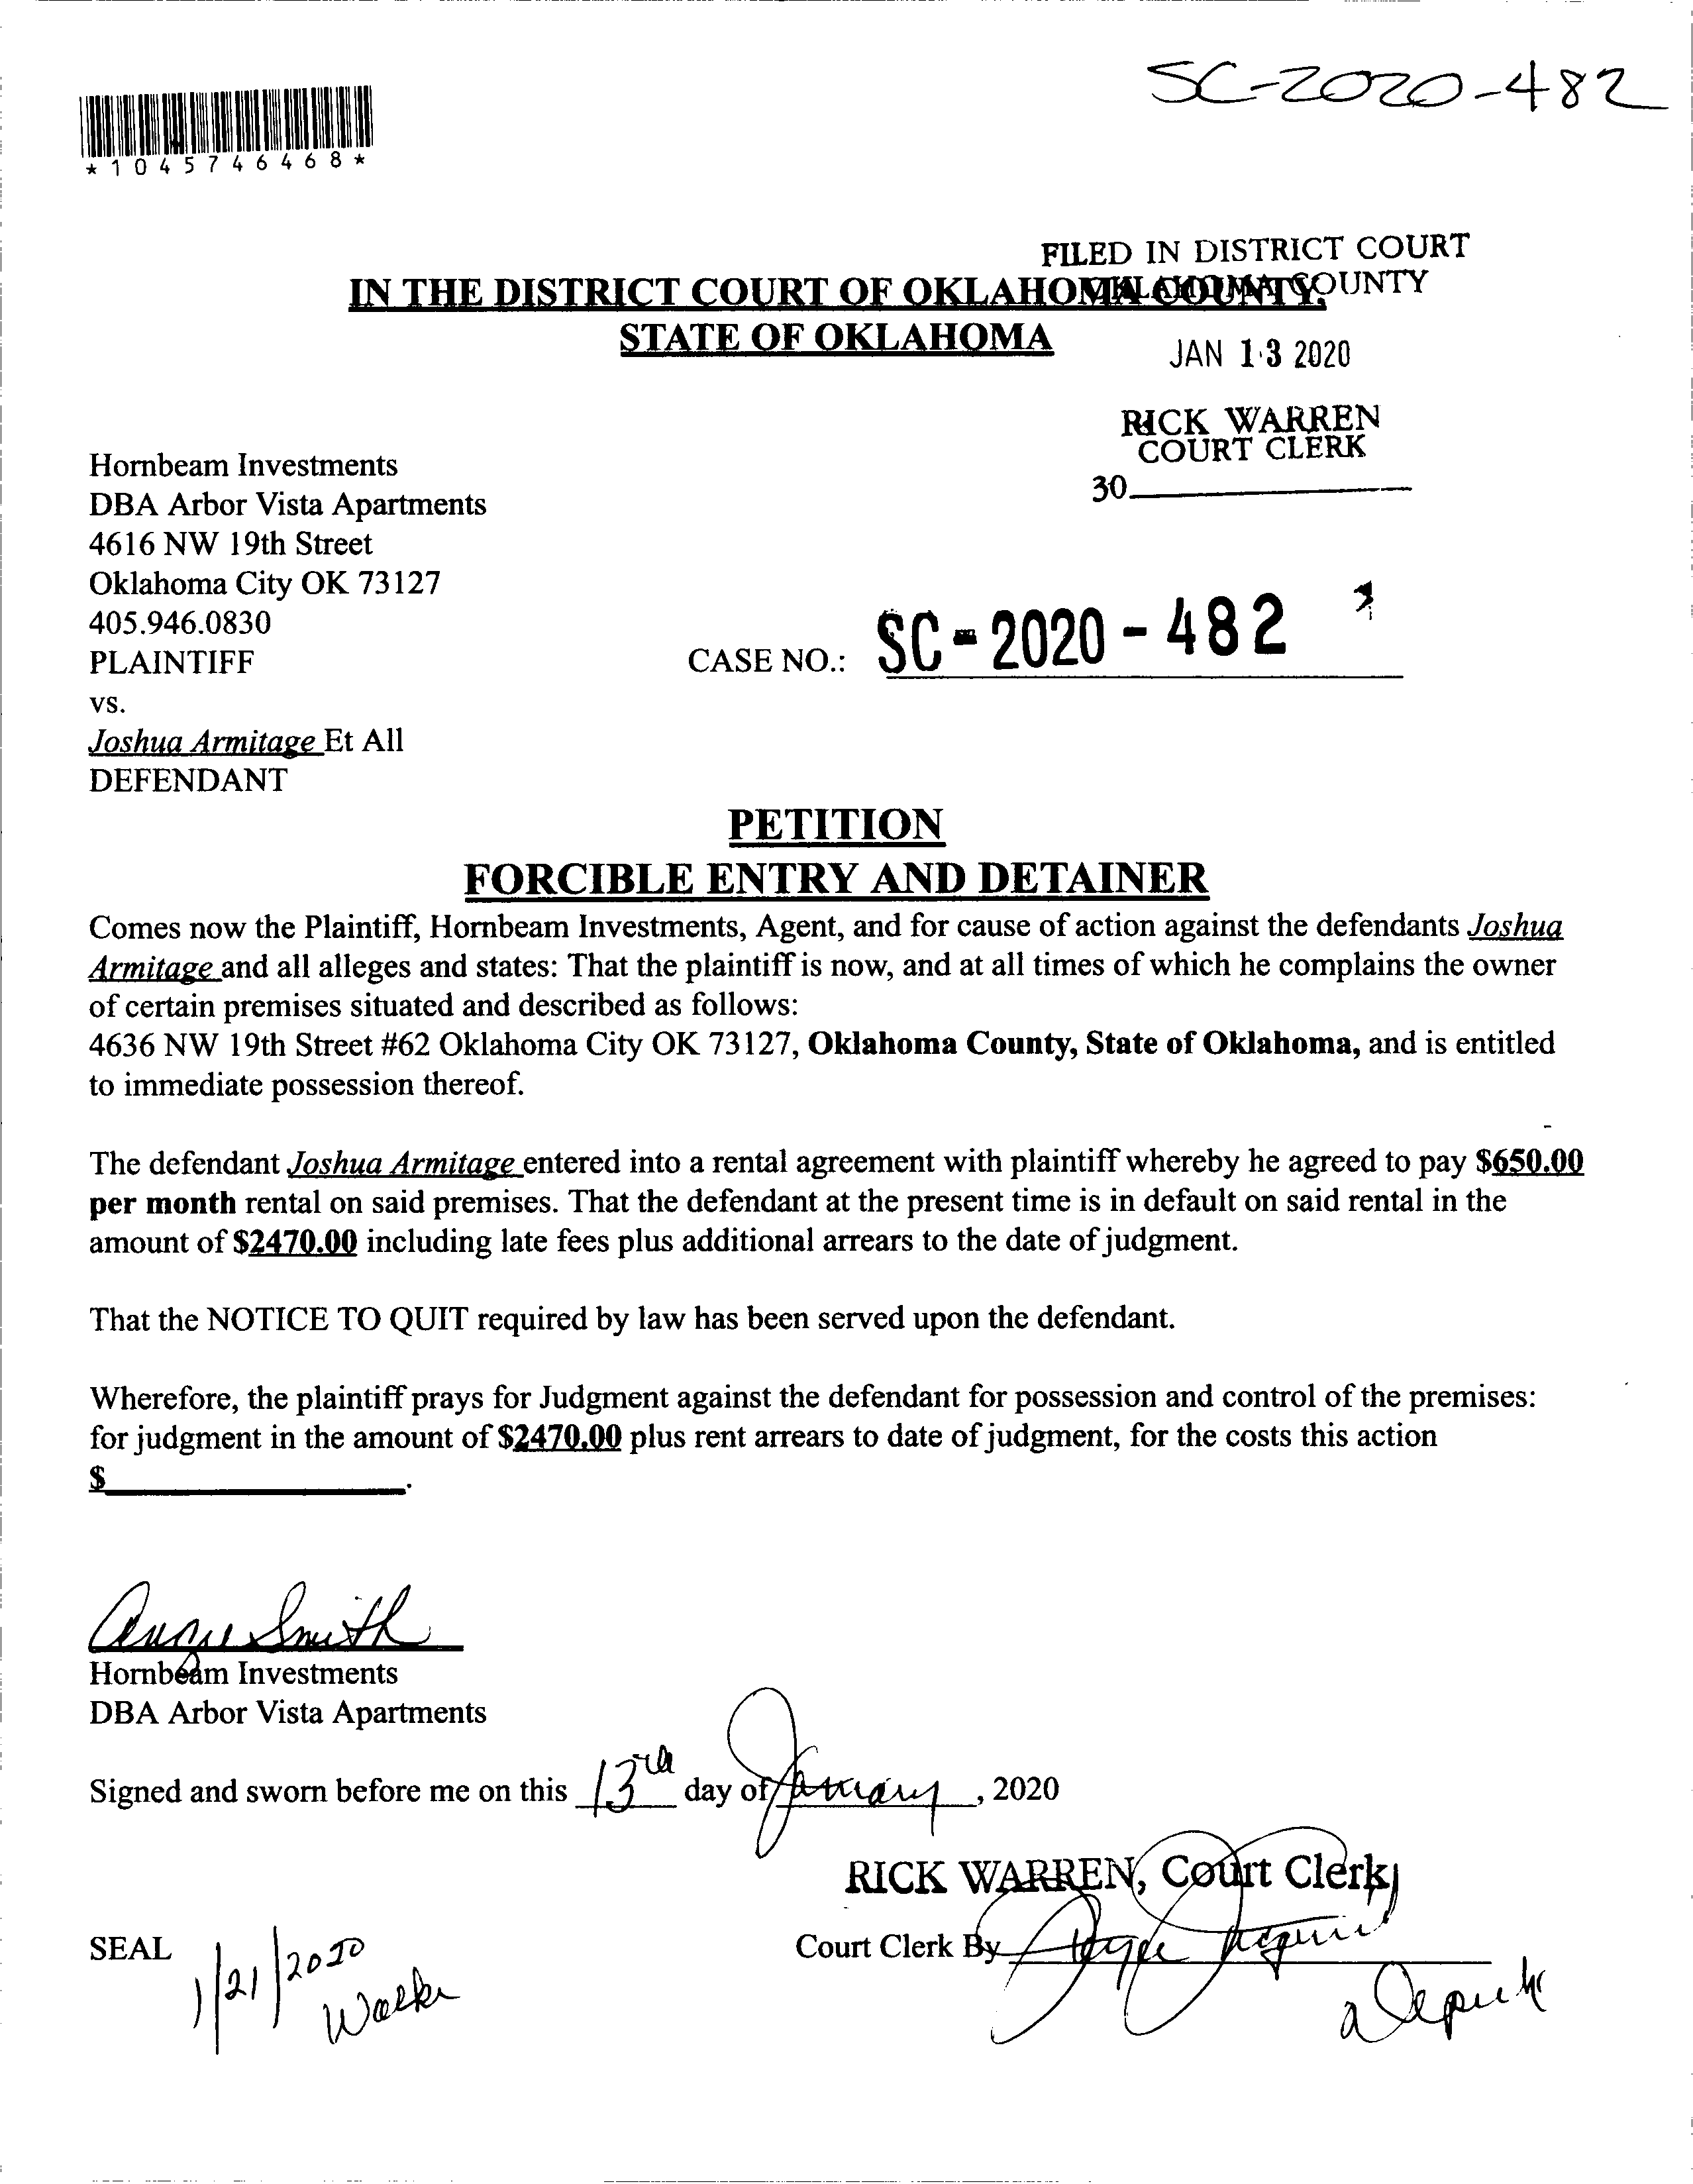 SC-2020-482
*1045746468*
FILED IN DISTRICT COURT
OKLAHOMA COUNTY
IN THE DISTRICT COURT OF OKLAHOMA COUNTY,
STATE OF OKLAHOMA
JAN 13 2020
RICK WARREN
COURT CLERK
30
Hornbeam Investments
DBA Arbor Vista Apartments
4616 NW 19th Street
Oklahoma City OK 73127
405.946.0830
PLAINTIFF
CASE NO.: SC-2020-482
vs.
Joshua Armitage Et All
DEFENDANT
PETITION
FORCIBLE ENTRY AND DETAINER
Comes now the Plaintiff, Hornbeam Investments, Agent, and for cause of action against the defendants Joshua
Armitage and all alleges and states: That the plaintiff is now, and at all times of which he complains the owner
of certain premises situated and described as follows:
4636 NW 19th Street #62 Oklahoma City OK 73127, Oklahoma County, State of Oklahoma, and is entitled
to immediate possession thereof.
The defendant Joshua Armitage entered into a rental agreement with plaintiff whereby he agreed to pay $650.00
per month rental on said premises. That the defendant at the present time is in default on said rental in the
amount of $2470.00 including late fees plus additional arrears to the date of judgment.
That the NOTICE TO QUIT required by law has been served upon the defendant.
Wherefore, the plaintiff prays for Judgment against the defendant for possession and control of the premises:
for judgment in the amount of $2470.00 plus rent arrears to date of judgment, for the costs this action
$ .
Angie Smith
Hornbeam Investments
DBA Arbor Vista Apartments
Signed and sworn before me on this 13rd day of January, 2020
RICK WARREN, Court Clerk
Court Clerk By
SEAL
1/21/2020